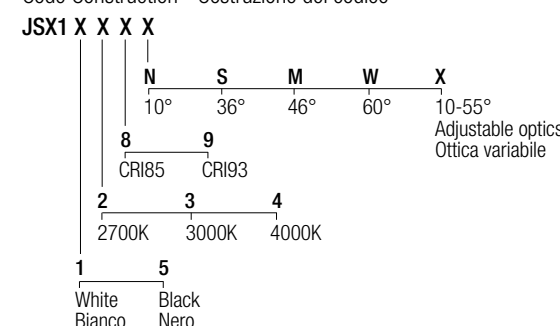 Code Construction - Costruzione del codice
JSX1 X X X X
N S M W X
10° 36° 46° 60° 10-55°
Adjustable optics
Ottica variabile
8 9
CRI85 CRI93
2 3 4
2700K 3000K 4000K
1 5
White Black
Bianco Nero